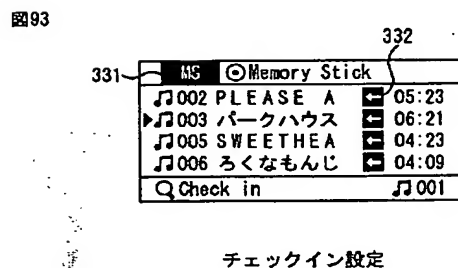 図93
332
331 MS Memory Stick
002 PLEASE A ← 05:23
003 パークハウス ← 06:21
005 SWEETHEA ← 04:23
006 ろくなもんじ ← 04:09
Check in 001
チェックイン設定